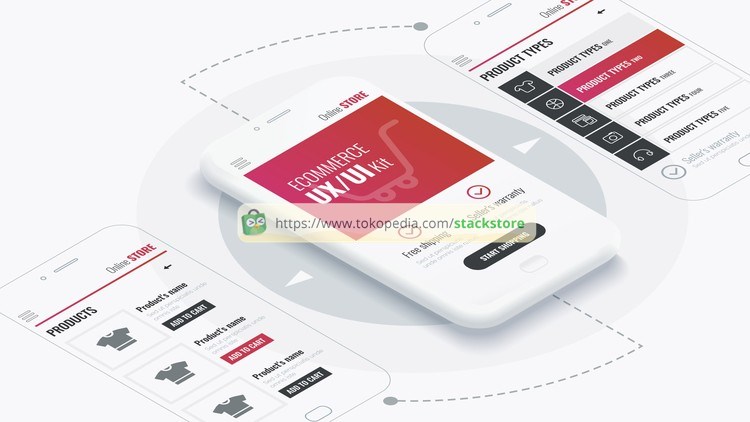 Online STORE
PRODUCTS
Product's name
ADD TO CART
Product's name
ADD TO CART
Product's name
ADD TO CART
Online STORE
ECOMMERCE
UX/UI Kit
Free shipping
Seller's warranty
START SHOPPING
https://www.tokopedia.com/stackstore
Online STORE
PRODUCT TYPES
PRODUCT TYPES ONE
PRODUCT TYPES TWO
PRODUCT TYPES THREE
PRODUCT TYPES FOUR
PRODUCT TYPES FIVE
Seller's warranty